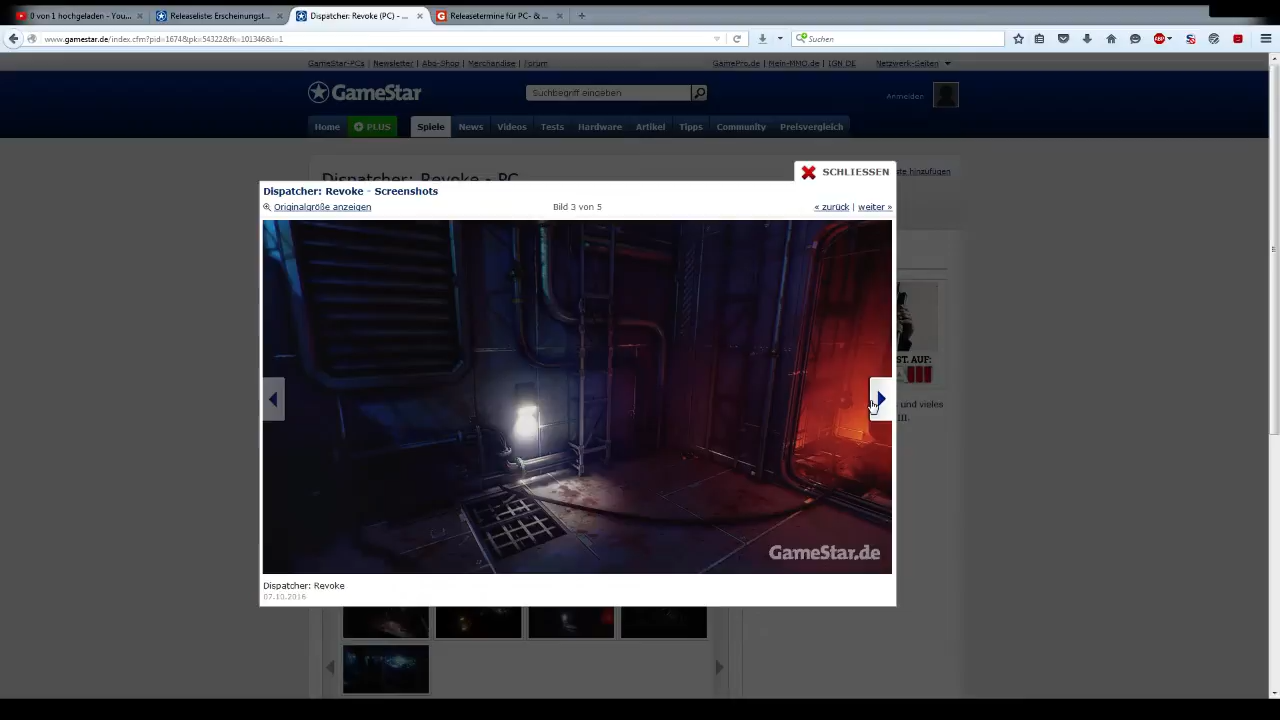 0 von 1 hochgeladen - You...
Releaseliste Erscheinungst...
Dispatcher: Revoke (PC) - ...
Releasetermine für PC- & ...
www.gamestar.de/index.cfm?pid=1674&pk=54322&fk=101346&i=1
Suchen
GameStar-PCs Newsletter Abo-Shop Merchandise Forum
GamePro.de Mein-MMO.de IGN DE Netzwerk-Seiten
GameStar
Suchbegriff eingeben
Anmelden
Home PLUS Spiele News Videos Tests Hardware Artikel Tipps Community Preisvergleich
Dispatcher: Revoke - PC
SCHLIESSEN
ste hinzufügen
Dispatcher: Revoke - Screenshots
Originalgröße anzeigen
Bild 3 von 5
« zurück | weiter »
ST. AUF:
s und vieles
III.
GameStar.de
Dispatcher: Revoke
07.10.2016